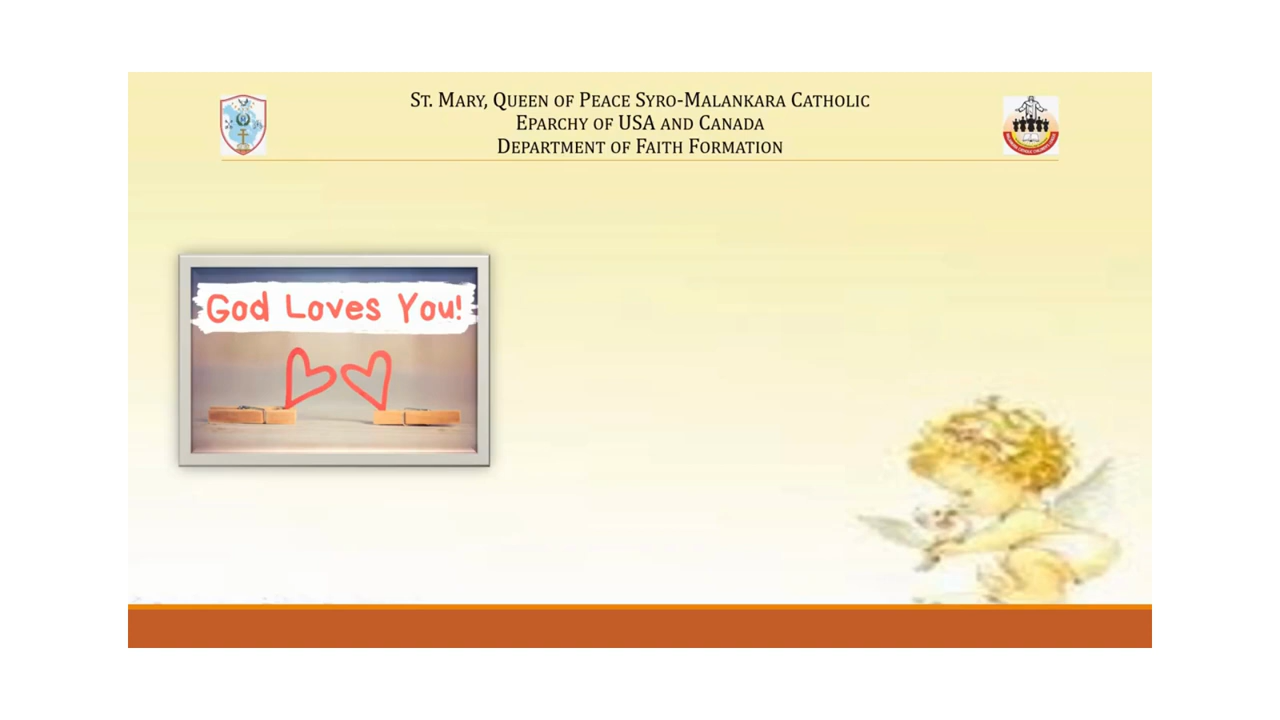 St. Mary, Queen of Peace Syro-Malankara Catholic
Eparchy of USA and Canada
Department of Faith Formation
God Loves You!